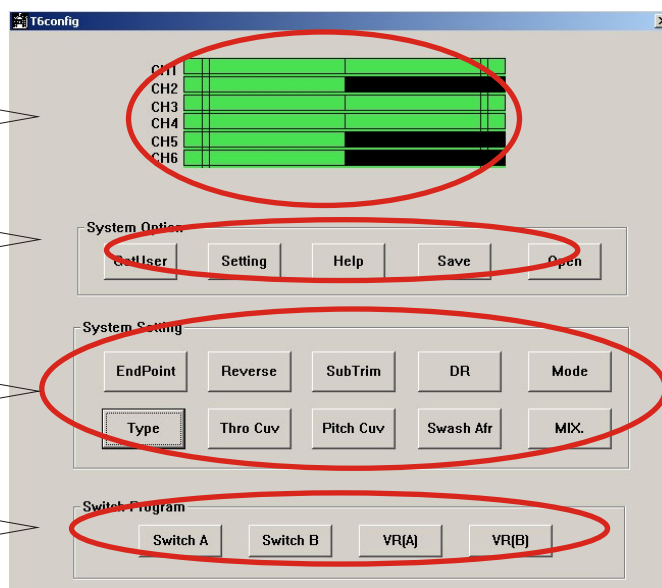 T6config
CH1
CH2
CH3
CH4
CH5
CH6
System Option
GetUser Setting Help Save Open
System Setting
EndPoint Reverse SubTrim DR Mode
Type Thro Cuv Pitch Cuv Swash Afr MIX.
Switch Program
Switch A Switch B VR(A) VR(B)